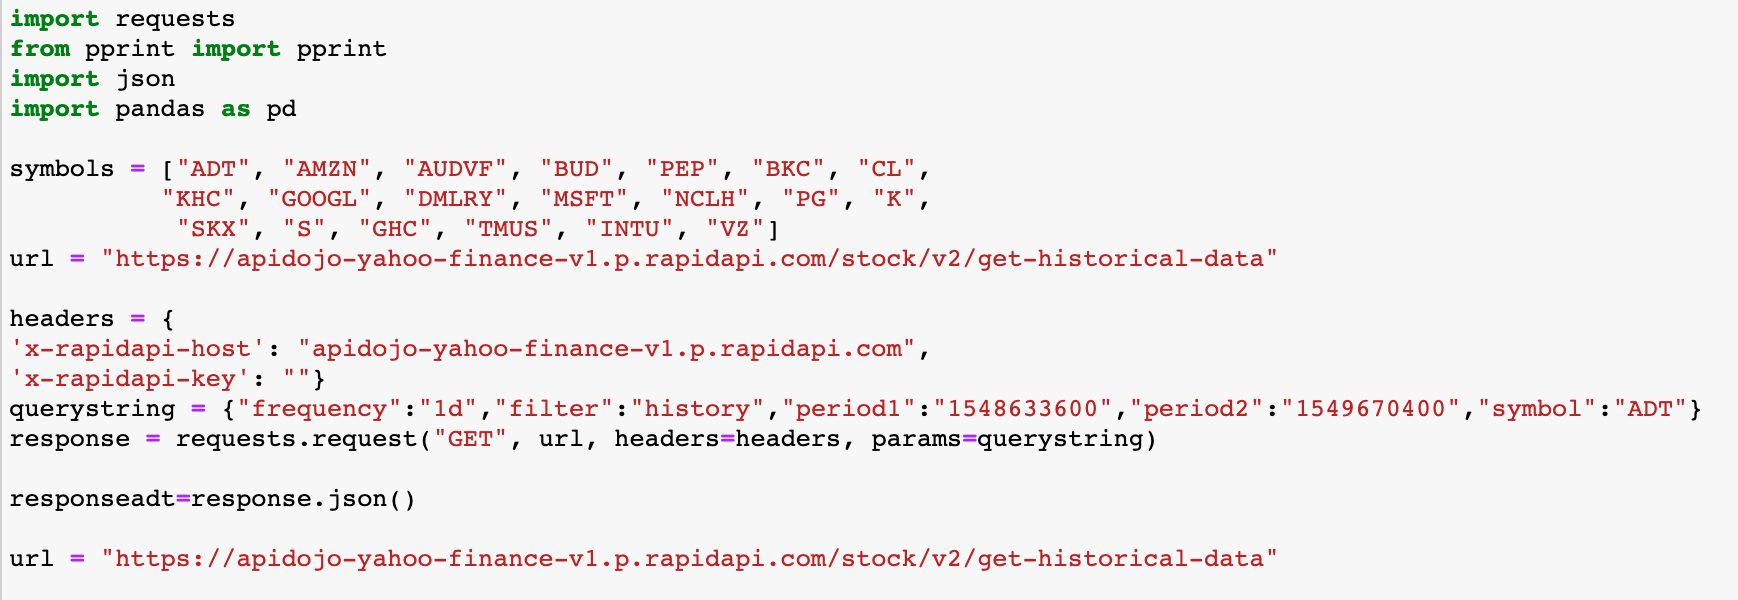 import requests
from pprint import pprint
import json
import pandas as pd
symbols = ["ADT", "AMZN", "AUDVF", "BUD", "PEP", "BKC", "CL",
"KHC", "GOOGL", "DMLRY", "MSFT", "NCLH", "PG", "K",
"SKX", "S", "GHC", "TMUS", "INTU", "VZ"]
url = "https://apidojo-yahoo-finance-v1.p.rapidapi.com/stock/v2/get-historical-data"
headers = {
'x-rapidapi-host': "apidojo-yahoo-finance-v1.p.rapidapi.com",
'x-rapidapi-key': ""}
querystring = {"frequency":"1d","filter":"history","period1":"1548633600","period2":"1549670400","symbol":"ADT"}
response = requests.request("GET", url, headers=headers, params=querystring)
responseadt=response.json()
url = "https://apidojo-yahoo-finance-v1.p.rapidapi.com/stock/v2/get-historical-data"